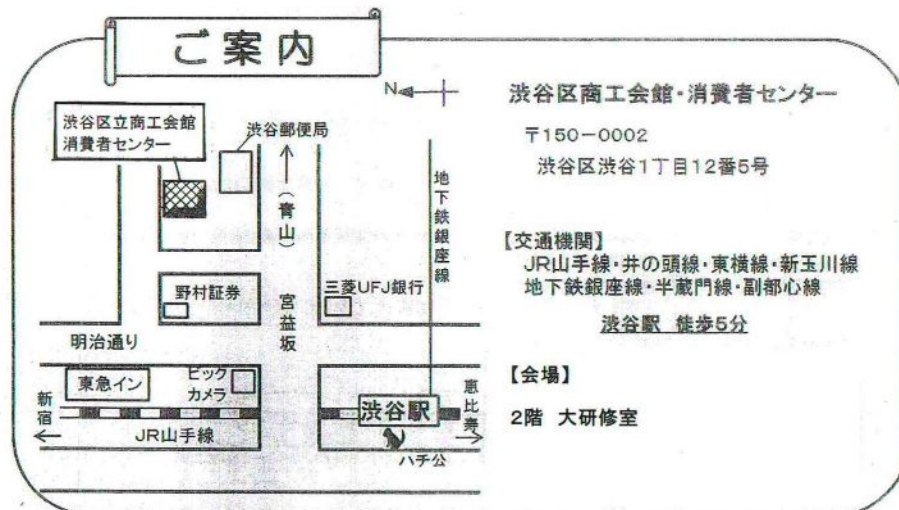 ご案内
N
渋谷区立商工会館
消費者センター
渋谷郵便局
(青山)
地下鉄銀座線
野村証券
宮益坂
三菱UFJ銀行
明治通り
東急イン
ビック
カメラ
新宿
JR山手線
渋谷駅
恵比寿
ハチ公
渋谷区商工会館・消費者センター
〒150-0002
渋谷区渋谷1丁目12番5号
【交通機関】
JR山手線・井の頭線・東横線・新玉川線
地下鉄銀座線・半蔵門線・副都心線
渋谷駅 徒歩5分
【会場】
2階 大研修室